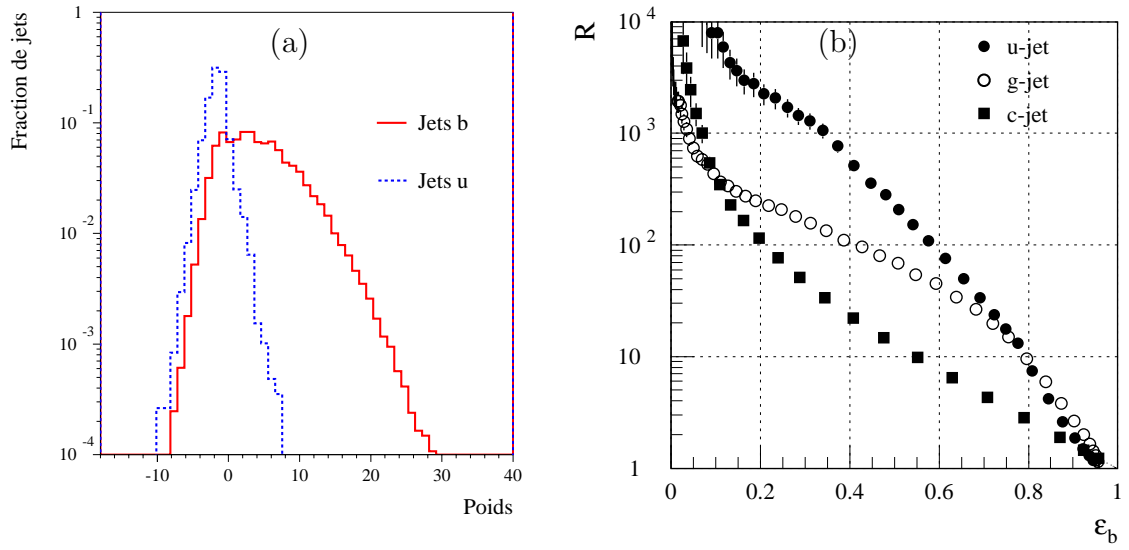 (a)
Fraction de jets
1
10^-1
10^-2
10^-3
10^-4
-10 0 10 20 30 40
Poids
Jets b
Jets u
(b)
R
10^4
10^3
10^2
10
1
0 0.2 0.4 0.6 0.8 1
ε_b
u-jet
g-jet
c-jet